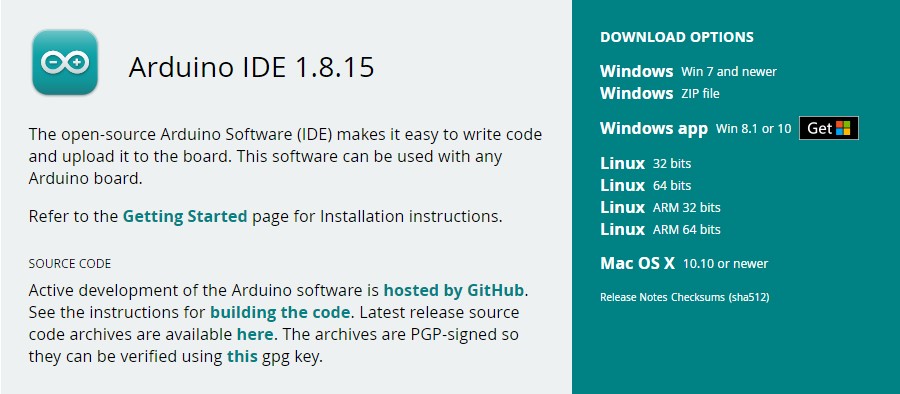 Arduino IDE 1.8.15
The open-source Arduino Software (IDE) makes it easy to write code
and upload it to the board. This software can be used with any
Arduino board.
Refer to the Getting Started page for Installation instructions.
SOURCE CODE
Active development of the Arduino software is hosted by GitHub.
See the instructions for building the code. Latest release source
code archives are available here. The archives are PGP-signed so
they can be verified using this gpg key.
DOWNLOAD OPTIONS
Windows Win 7 and newer
Windows ZIP file
Windows app Win 8.1 or 10 Get
Linux 32 bits
Linux 64 bits
Linux ARM 32 bits
Linux ARM 64 bits
Mac OS X 10.10 or newer
Release Notes Checksums (sha512)